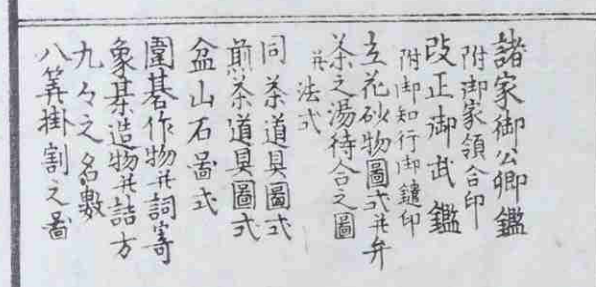 諸家御公卿鑑
附御家領合印
改正御武鑑
附御知行御鑓印
立花砂物圖式并弁
茶之湯待合之圖
并法式
同茶道具圖式
煎茶道具圖式
盆山石啚式
圍碁作物并詞寄
象棊造物并詰方
九々之名數
八算掛割之啚